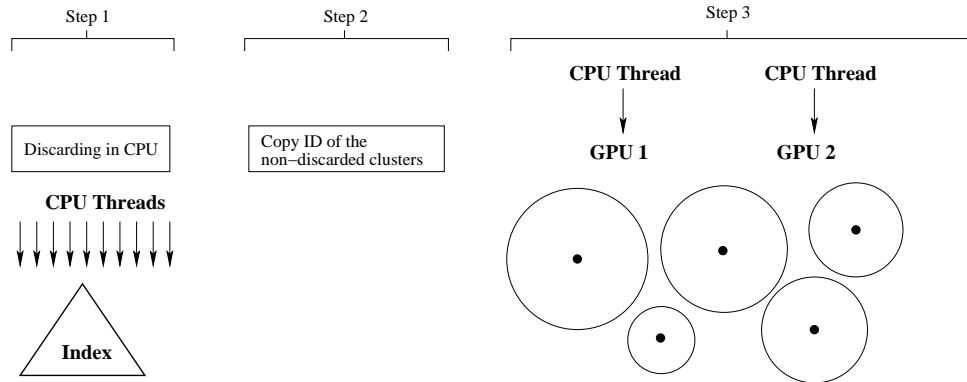 Step 1
Step 2
Step 3
CPU Thread
CPU Thread
GPU 1
GPU 2
Discarding in CPU
Copy ID of the
non−discarded clusters
CPU Threads
Index